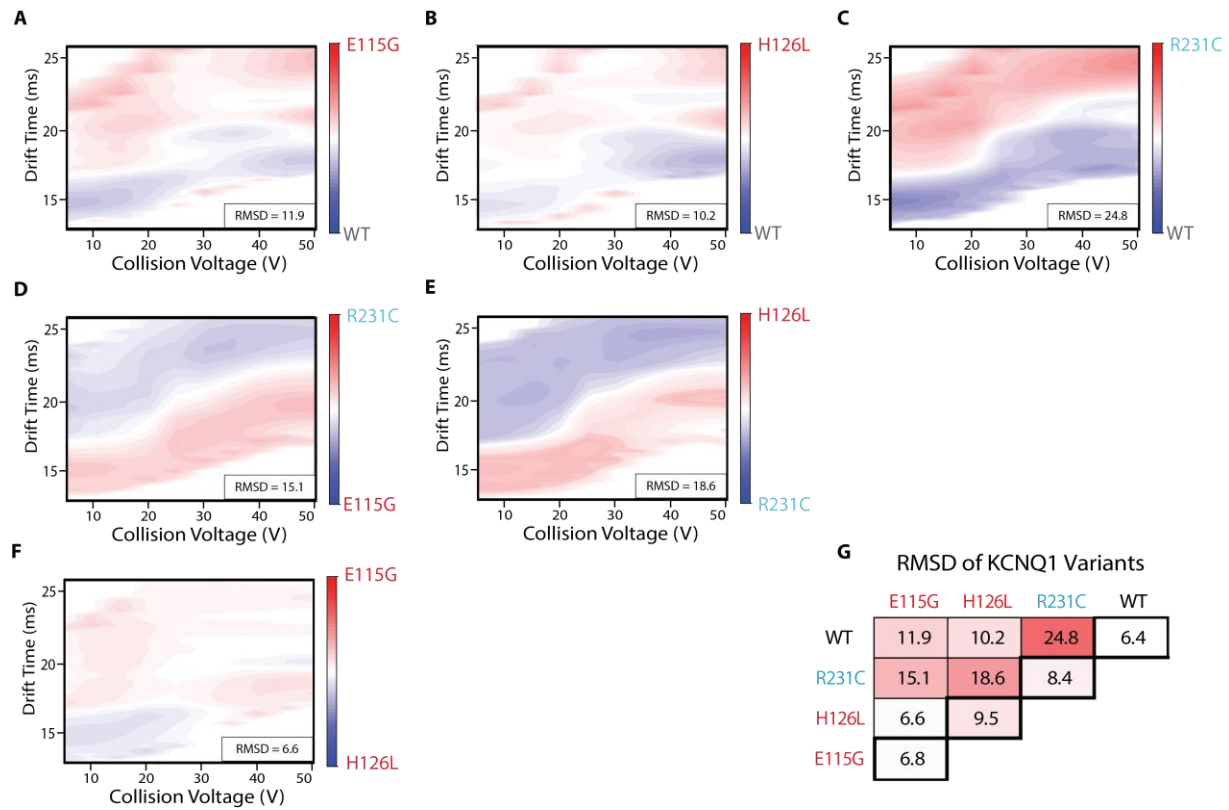 A
E115G
25
20
15
Drift Time (ms)
RMSD = 11.9
WT
10 20 30 40 50
Collision Voltage (V)
B
H126L
25
20
15
Drift Time (ms)
RMSD = 10.2
WT
10 20 30 40 50
Collision Voltage (V)
C
R231C
25
20
15
Drift Time (ms)
RMSD = 24.8
WT
10 20 30 40 50
Collision Voltage (V)
D
R231C
25
20
15
Drift Time (ms)
RMSD = 15.1
E115G
10 20 30 40 50
Collision Voltage (V)
E
H126L
25
20
15
Drift Time (ms)
RMSD = 18.6
R231C
10 20 30 40 50
Collision Voltage (V)
F
E115G
25
20
15
Drift Time (ms)
RMSD = 6.6
H126L
10 20 30 40 50
Collision Voltage (V)
G
RMSD of KCNQ1 Variants
E115G H126L R231C WT
WT 11.9 10.2 24.8 6.4
R231C 15.1 18.6 8.4
H126L 6.6 9.5
E115G 6.8